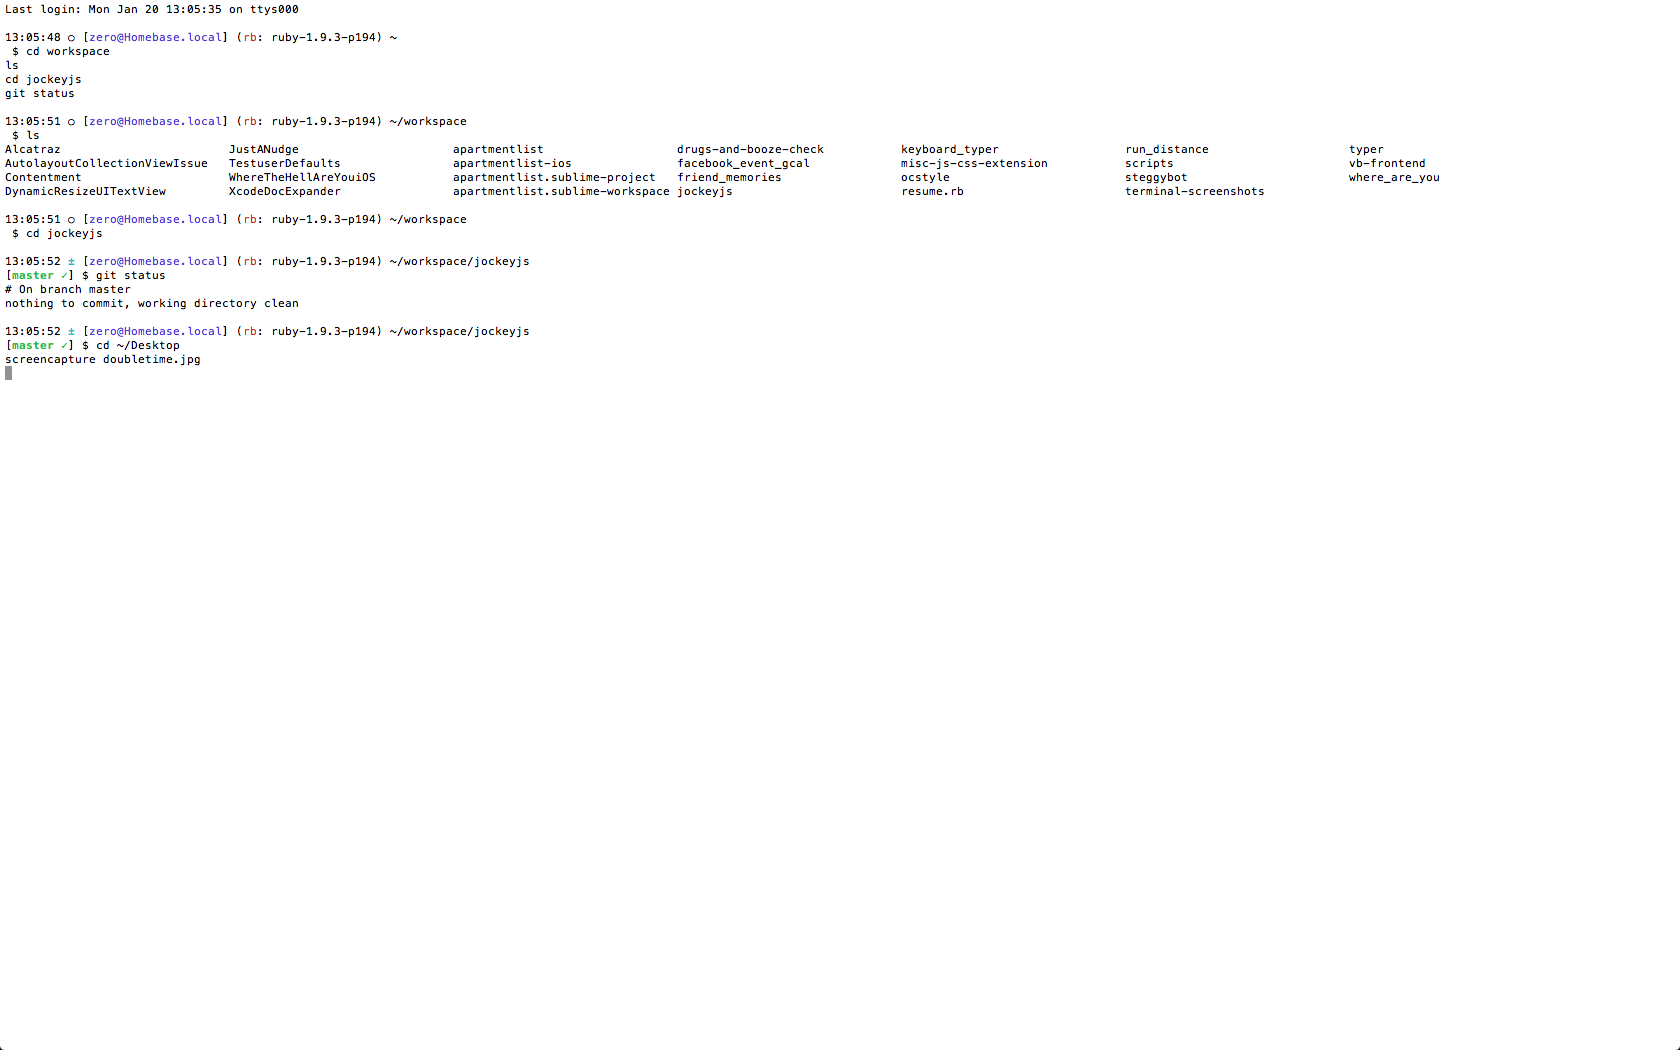 Last login: Mon Jan 20 13:05:35 on ttys000
13:05:48 ○ [zero@Homebase.local] (rb: ruby-1.9.3-p194) ~
$ cd workspace
ls
cd jockeyjs
git status
13:05:51 ○ [zero@Homebase.local] (rb: ruby-1.9.3-p194) ~/workspace
$ ls
Alcatraz JustANudge apartmentlist drugs-and-booze-check keyboard_typer run_distance typer
AutolayoutCollectionViewIssue TestuserDefaults apartmentlist-ios facebook_event_gcal misc-js-css-extension scripts vb-frontend
Contentment WhereTheHellAreYouiOS apartmentlist.sublime-project friend_memories ocstyle steggybot where_are_you
DynamicResizeUITextView XcodeDocExpander apartmentlist.sublime-workspace jockeyjs resume.rb terminal-screenshots
13:05:51 ○ [zero@Homebase.local] (rb: ruby-1.9.3-p194) ~/workspace
$ cd jockeyjs
13:05:52 ± [zero@Homebase.local] (rb: ruby-1.9.3-p194) ~/workspace/jockeyjs
[master ✓] $ git status
# On branch master
nothing to commit, working directory clean
13:05:52 ± [zero@Homebase.local] (rb: ruby-1.9.3-p194) ~/workspace/jockeyjs
[master ✓] $ cd ~/Desktop
screencapture doubletime.jpg